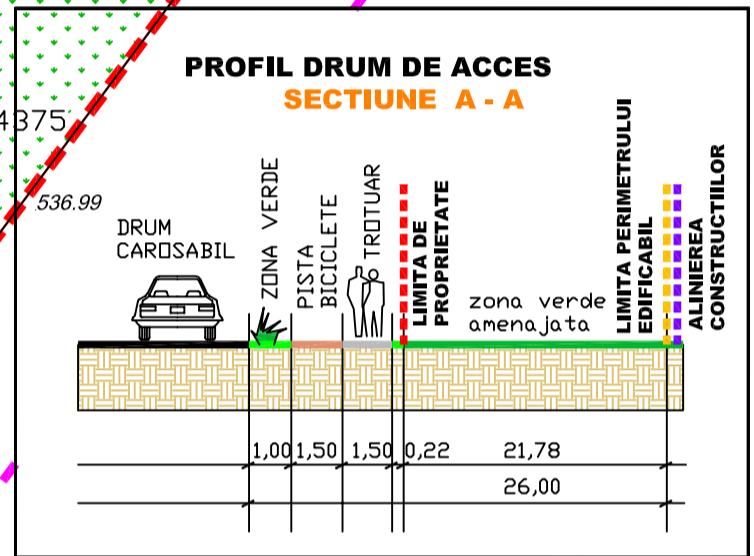 PROFIL DRUM DE ACCES
SECTIUNE A - A
4375
536.99
DRUM
CAROSABIL
ZONA VERDE
PISTA
BICICLETE
TROTUAR
LIMITA DE
PROPRIETATE
zona verde
amenajata
LIMITA PERIMETRULUI
EDIFICABIL
ALINIEREA
CONSTRUCTIILOR
1,00 1,50 1,50 0,22 21,78
26,00